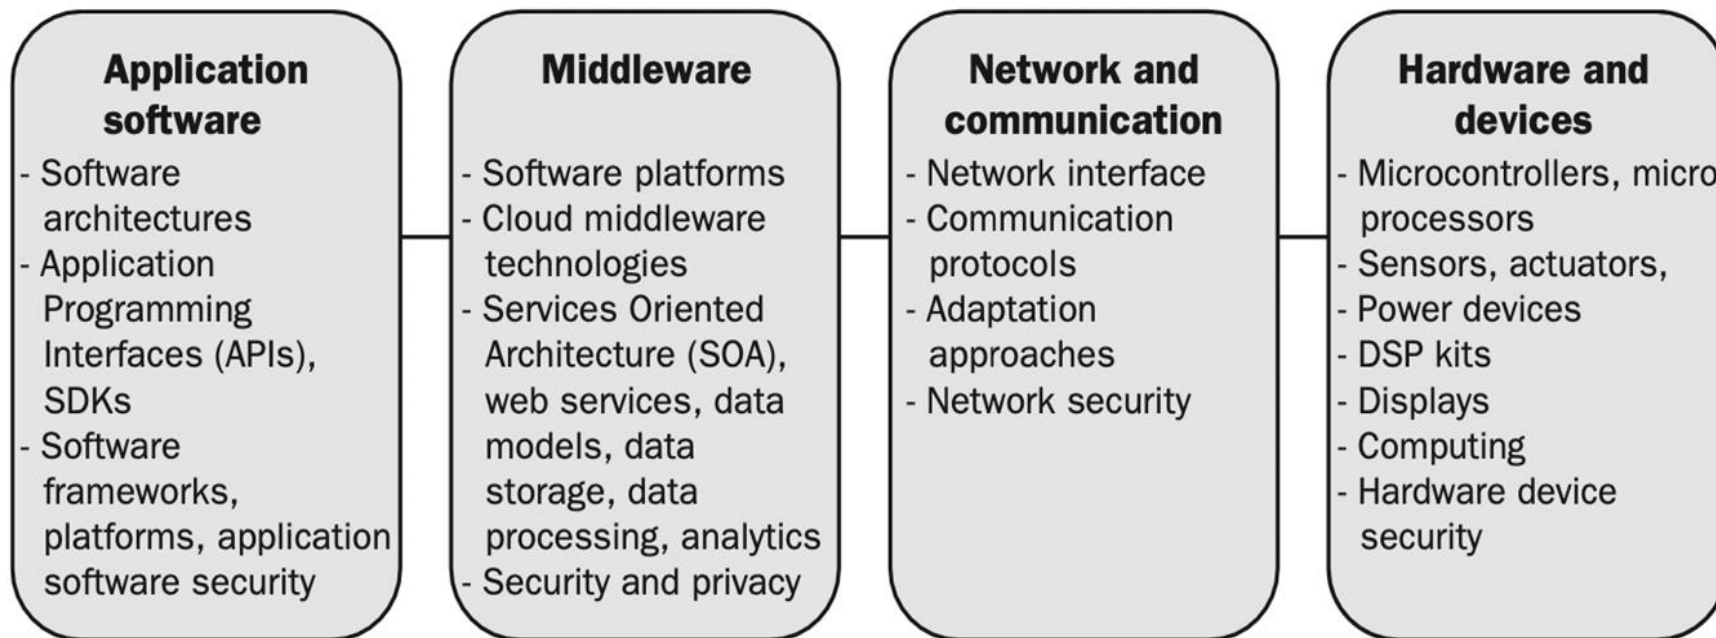 Application
software
- Software
architectures
- Application
Programming
Interfaces (APIs),
SDKs
- Software
frameworks,
platforms, application
software security
Middleware
- Software platforms
- Cloud middleware
technologies
- Services Oriented
Architecture (SOA),
web services, data
models, data
storage, data
processing, analytics
- Security and privacy
Network and
communication
- Network interface
- Communication
protocols
- Adaptation
approaches
- Network security
Hardware and
devices
- Microcontrollers, micro
processors
- Sensors, actuators,
- Power devices
- DSP kits
- Displays
- Computing
- Hardware device
security